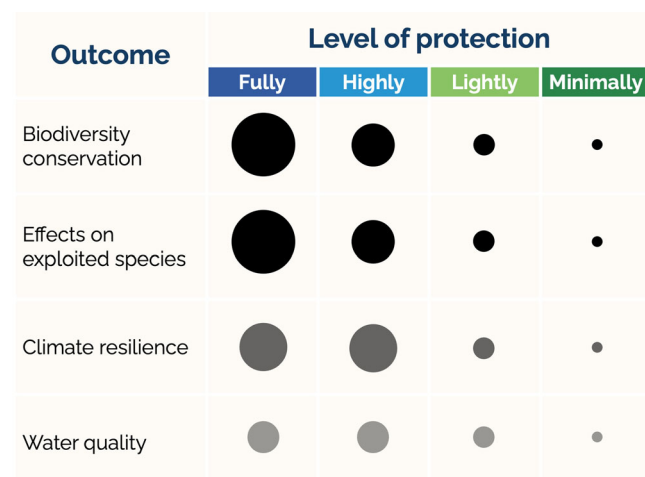 Outcome
Level of protection
Fully
Highly
Lightly
Minimally
Biodiversity
conservation
Effects on
exploited species
Climate resilience
Water quality